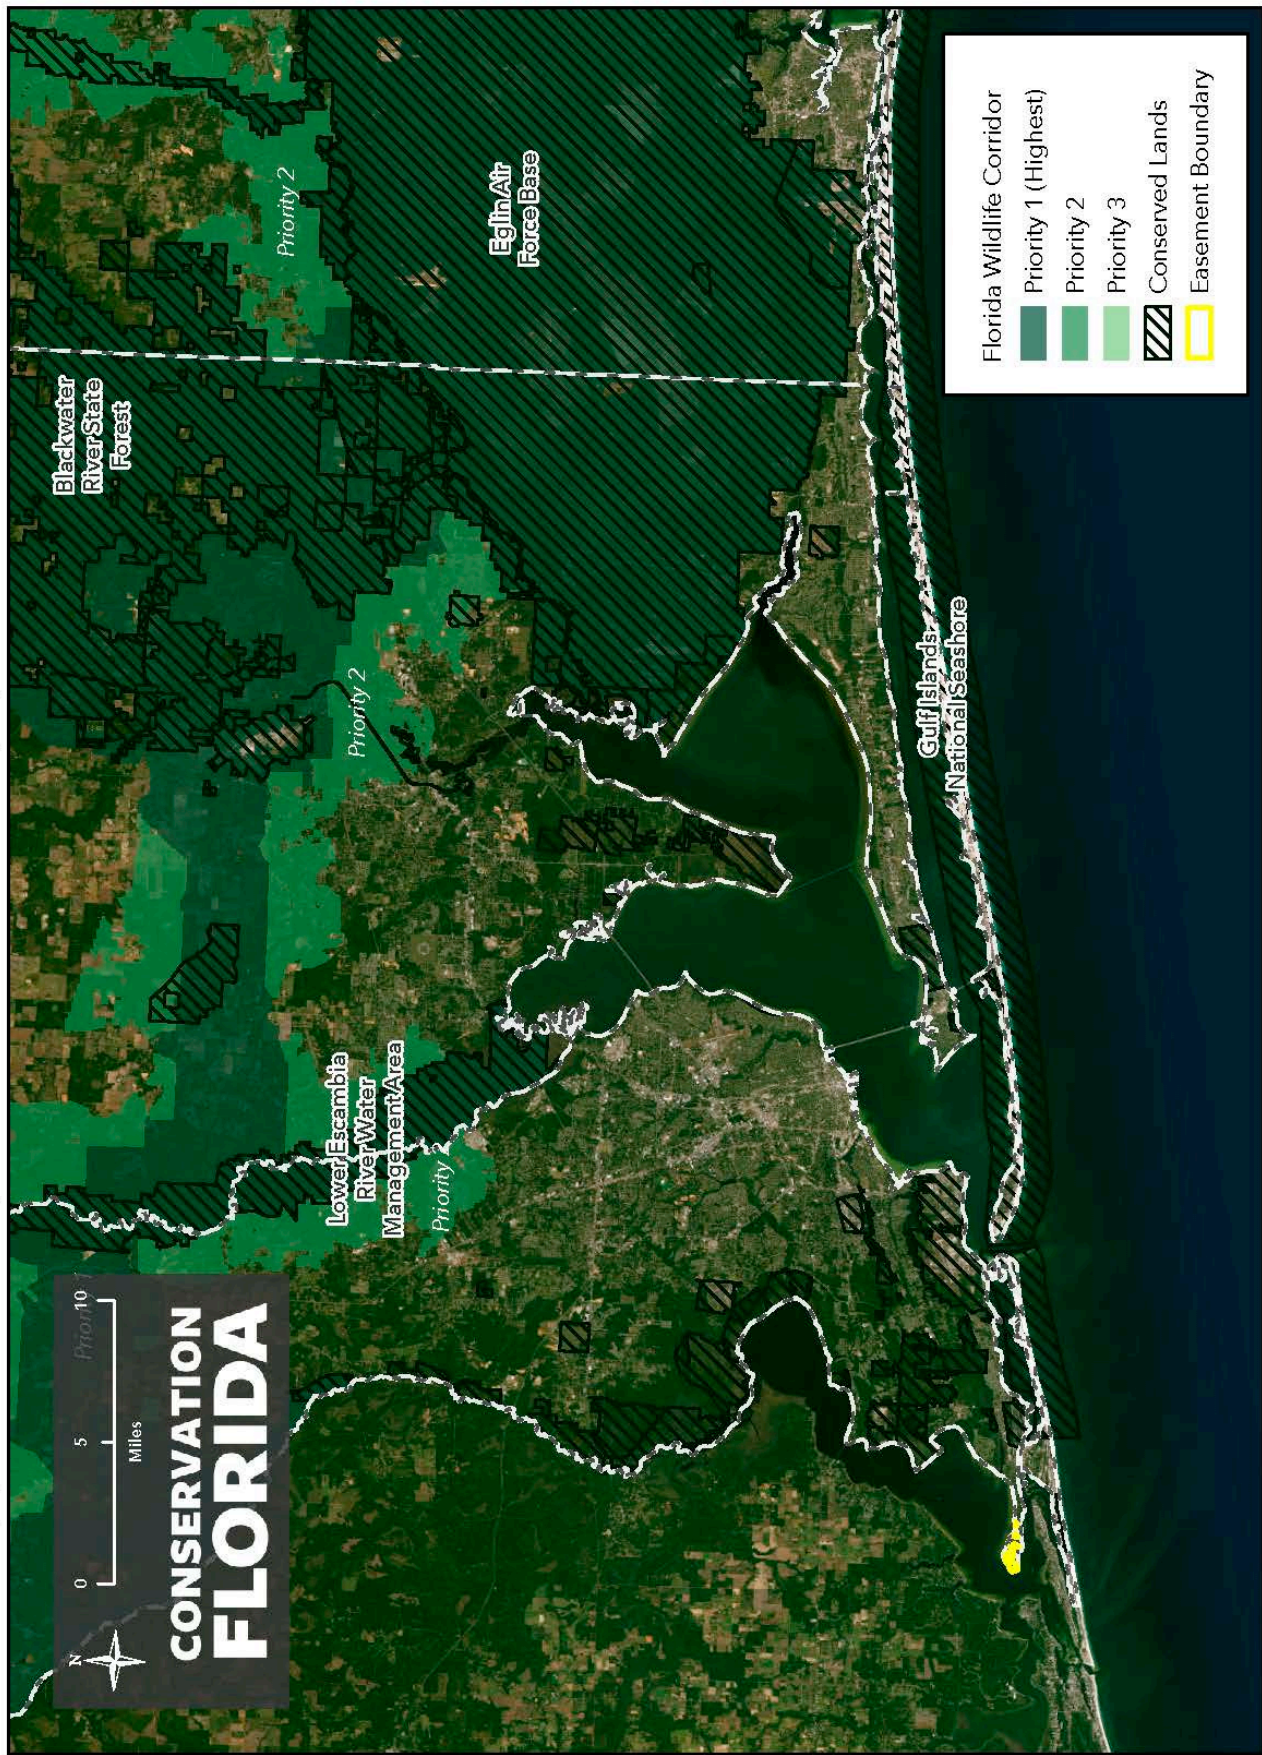 Blackwater
River State
Forest
Priority 2
Eglin Air
Force Base
Priority 2
Lower Escambia
River Water
Management Area
Priority
Gulf Islands
National Seashore
Priority 1
0 5 10
Miles
N
CONSERVATION
FLORIDA
Florida Wildlife Corridor
Priority 1 (Highest)
Priority 2
Priority 3
Conserved Lands
Easement Boundary